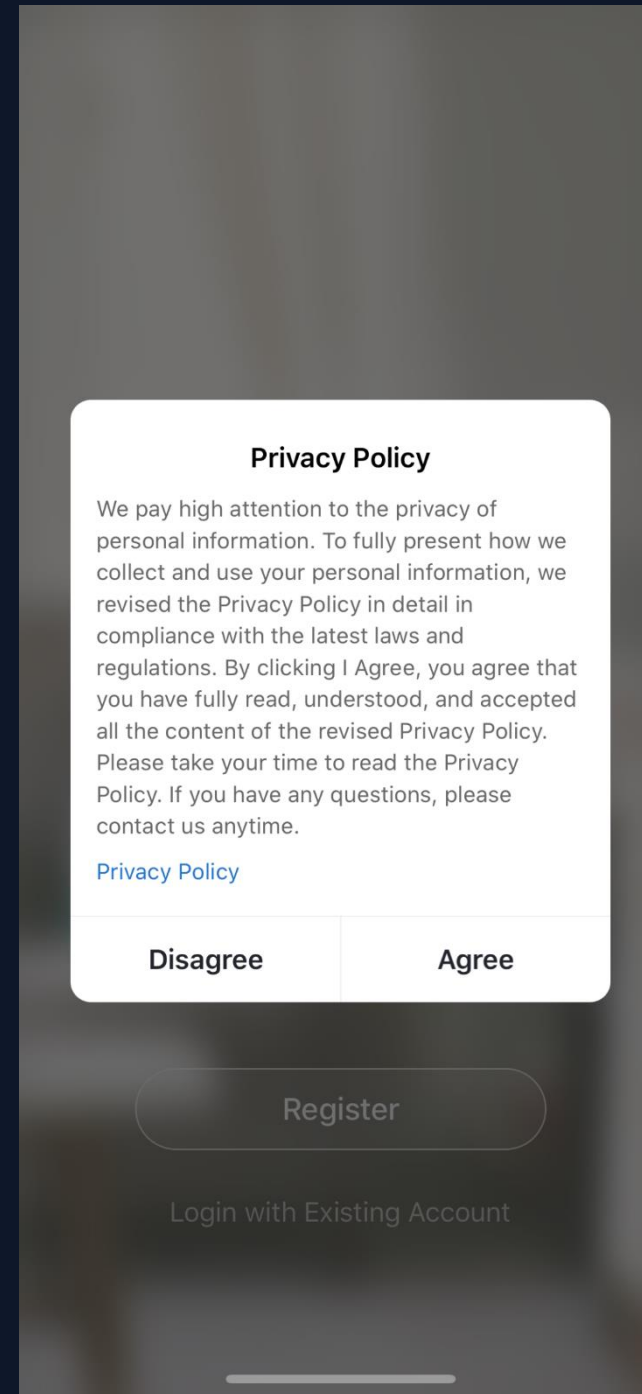 Privacy Policy
We pay high attention to the privacy of
personal information. To fully present how we
collect and use your personal information, we
revised the Privacy Policy in detail in
compliance with the latest laws and
regulations. By clicking I Agree, you agree that
you have fully read, understood, and accepted
all the content of the revised Privacy Policy.
Please take your time to read the Privacy
Policy. If you have any questions, please
contact us anytime.
Privacy Policy
Disagree Agree
Register
Login with Existing Account